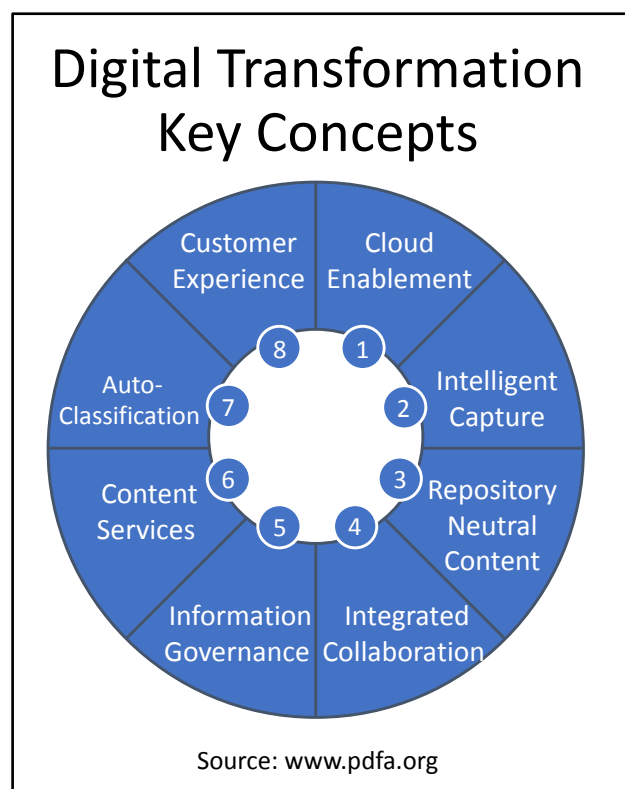 Digital Transformation
Key Concepts
Customer
Experience
Cloud
Enablement
8
1
Auto-
Classification
7
2
Intelligent
Capture
Content
Services
6
3
Repository
Neutral
Content
5
4
Information
Governance
Integrated
Collaboration
Source: www.pdfa.org